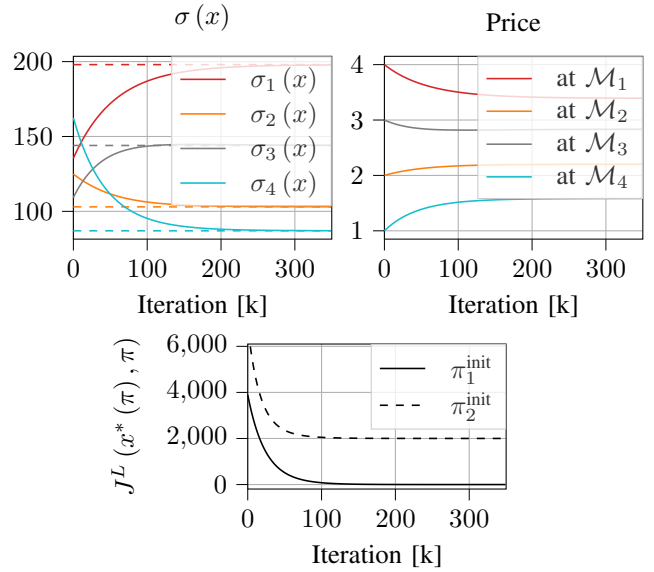 σ (x)
200
150
100
0
100
200
300
Iteration [k]
σ₁ (x)
σ₂ (x)
σ₃ (x)
σ₄ (x)
Price
4
3
2
1
0
100
200
300
Iteration [k]
at ℳ₁
at ℳ₂
at ℳ₃
at ℳ₄
Jᴸ (x* (π) , π)
6,000
4,000
2,000
0
0
100
200
300
Iteration [k]
π₁^init
π₂^init